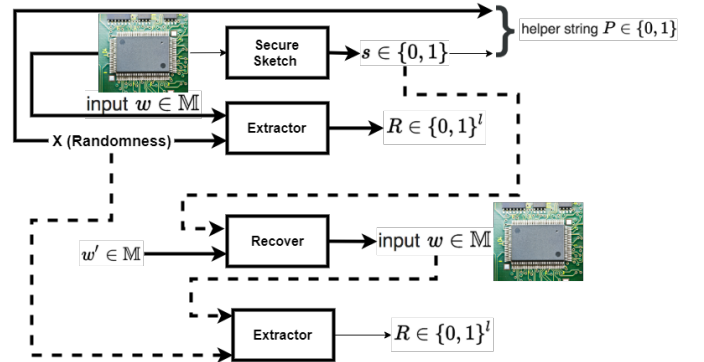 helper string P ∈ {0, 1}
Secure
Sketch
s ∈ {0, 1}
input w ∈ 𝕄
Extractor
R ∈ {0, 1}^l
X (Randomness)
Recover
w′ ∈ 𝕄
input w ∈ 𝕄
Extractor
R ∈ {0, 1}^l